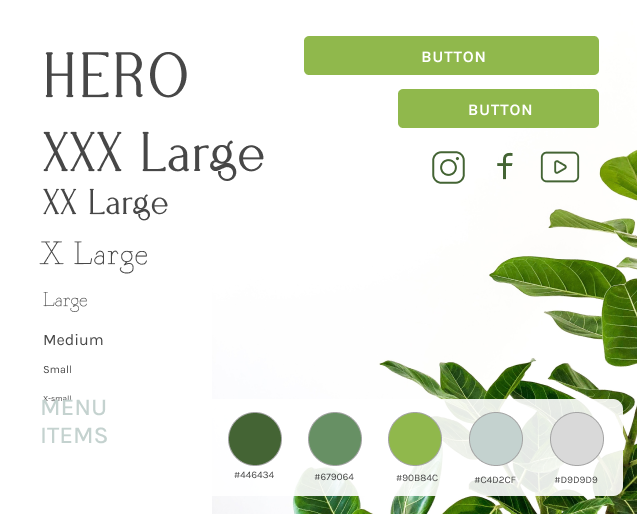 HERO
XXX Large
XX Large
X Large
Large
Medium
Small
X-small
MENU
ITEMS
BUTTON
BUTTON
#446434
#679064
#90B84C
#C4D2CF
#D9D9D9